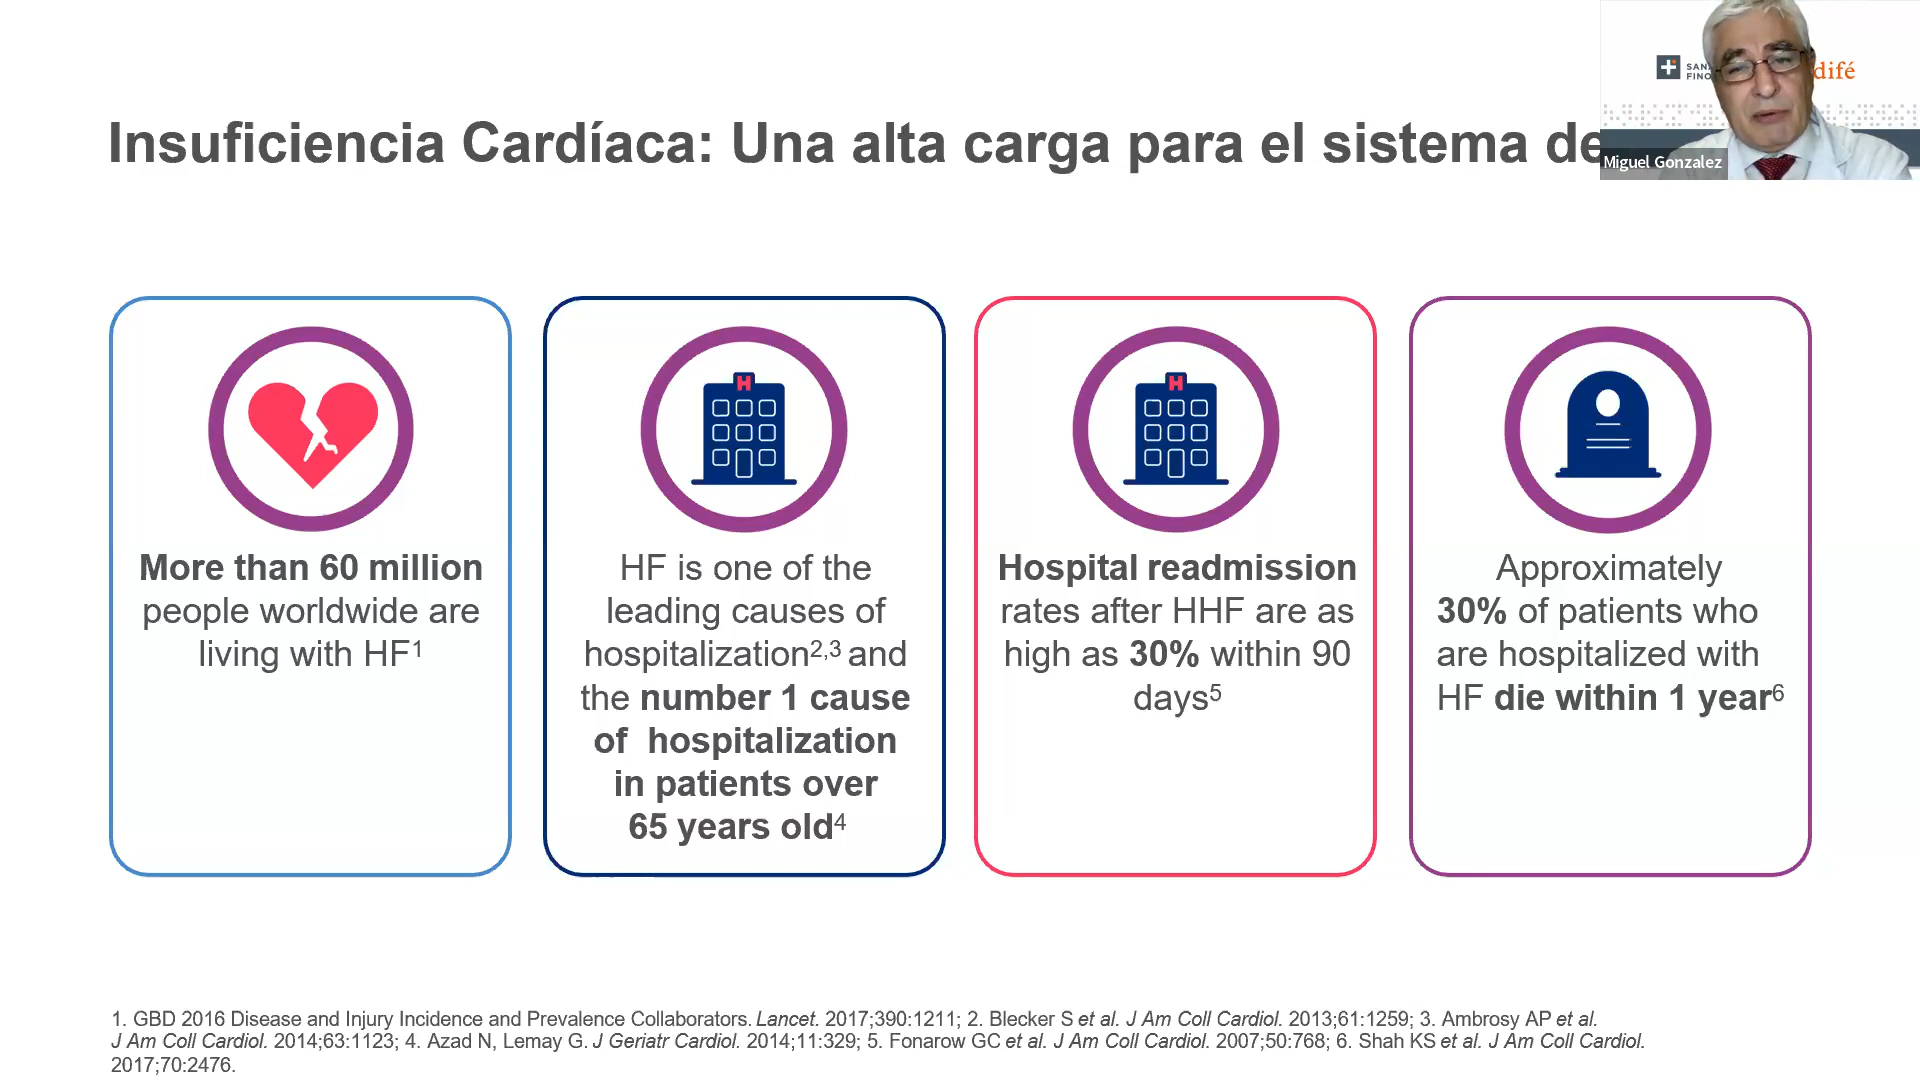 difé
Insuficiencia Cardíaca: Una alta carga para el sistema de
Miguel Gonzalez
H
H
More than 60 million
people worldwide are
living with HF1
HF is one of the
leading causes of
hospitalization2,3 and
the number 1 cause
of hospitalization
in patients over
65 years old4
Hospital readmission
rates after HHF are as
high as 30% within 90
days5
Approximately
30% of patients who
are hospitalized with
HF die within 1 year6
1. GBD 2016 Disease and Injury Incidence and Prevalence Collaborators. Lancet. 2017;390:1211; 2. Blecker S et al. J Am Coll Cardiol. 2013;61:1259; 3. Ambrosy AP et al.
J Am Coll Cardiol. 2014;63:1123; 4. Azad N, Lemay G. J Geriatr Cardiol. 2014;11:329; 5. Fonarow GC et al. J Am Coll Cardiol. 2007;50:768; 6. Shah KS et al. J Am Coll Cardiol.
2017;70:2476.